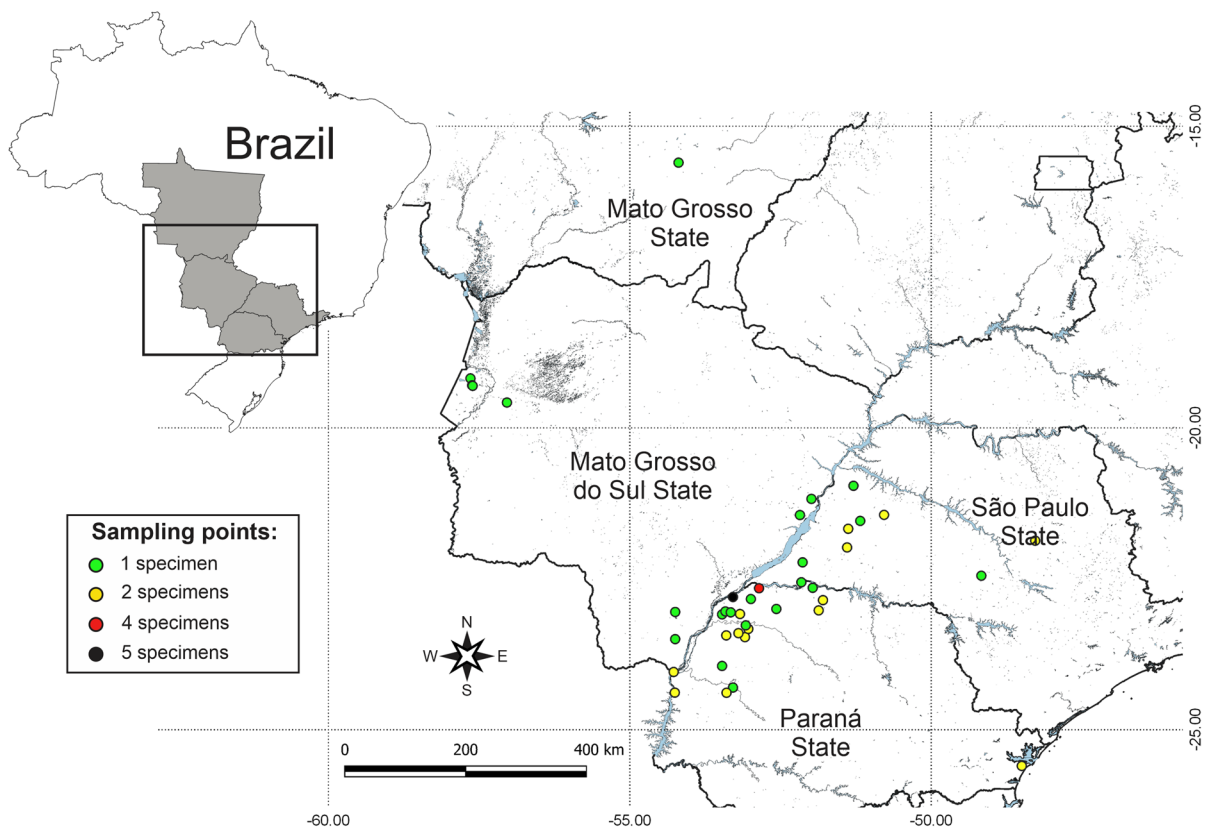 Brazil
-15.00
Mato Grosso
State
-20.00
Mato Grosso
do Sul State
São Paulo
State
Sampling points:
1 specimen
2 specimens
4 specimens
5 specimens
N
W
E
S
Paraná
State
-25.00
0
200
400 km
-60.00
-55.00
-50.00